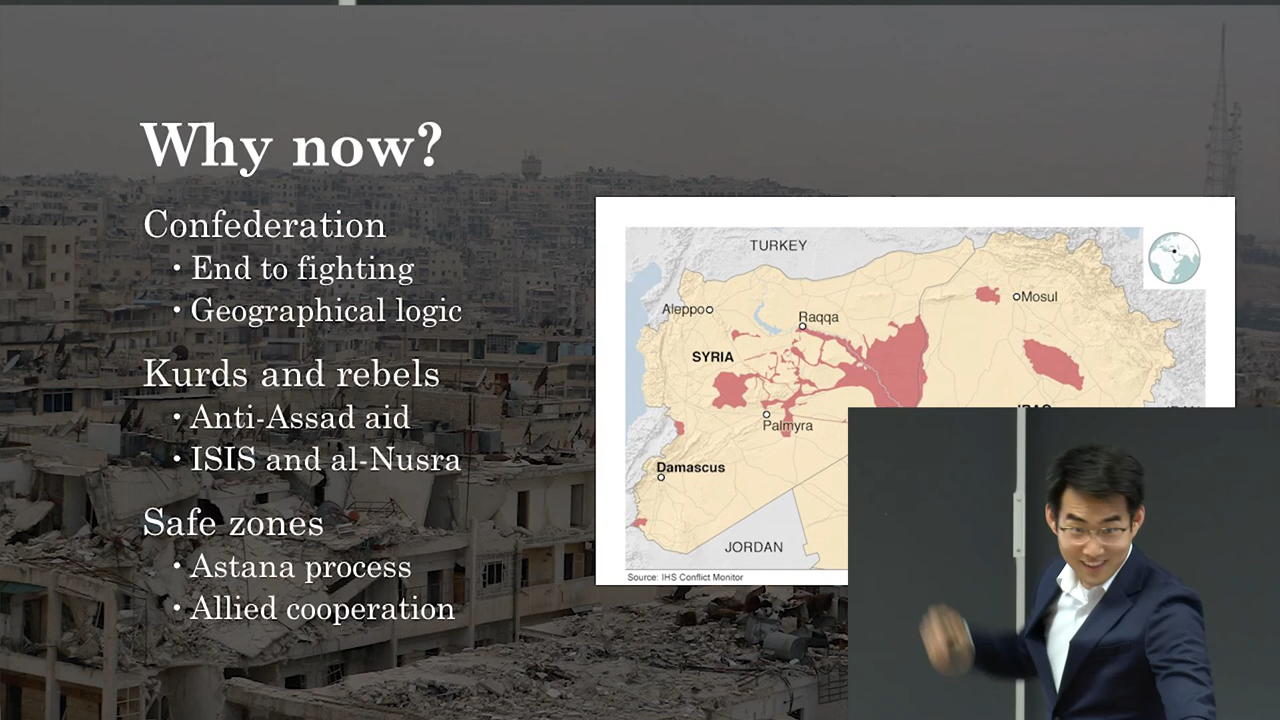 Why now?
Confederation
• End to fighting
• Geographical logic
Kurds and rebels
• Anti-Assad aid
• ISIS and al-Nusra
Safe zones
• Astana process
• Allied cooperation
TURKEY
Aleppo
Mosul
Raqqa
SYRIA
Palmyra
Damascus
JORDAN
Source: IHS Conflict Monitor